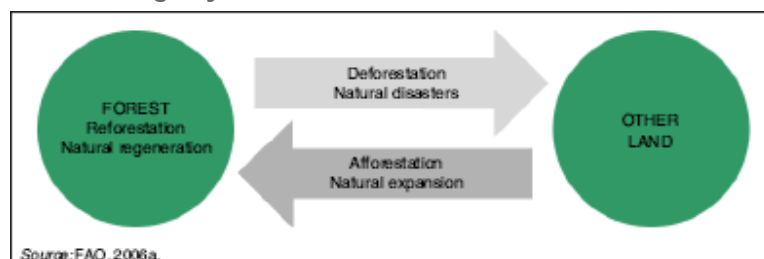 FOREST
Reforestation
Natural regeneration
Deforestation
Natural disasters
Afforestation
Natural expansion
OTHER
LAND
Source: FAO, 2006a.